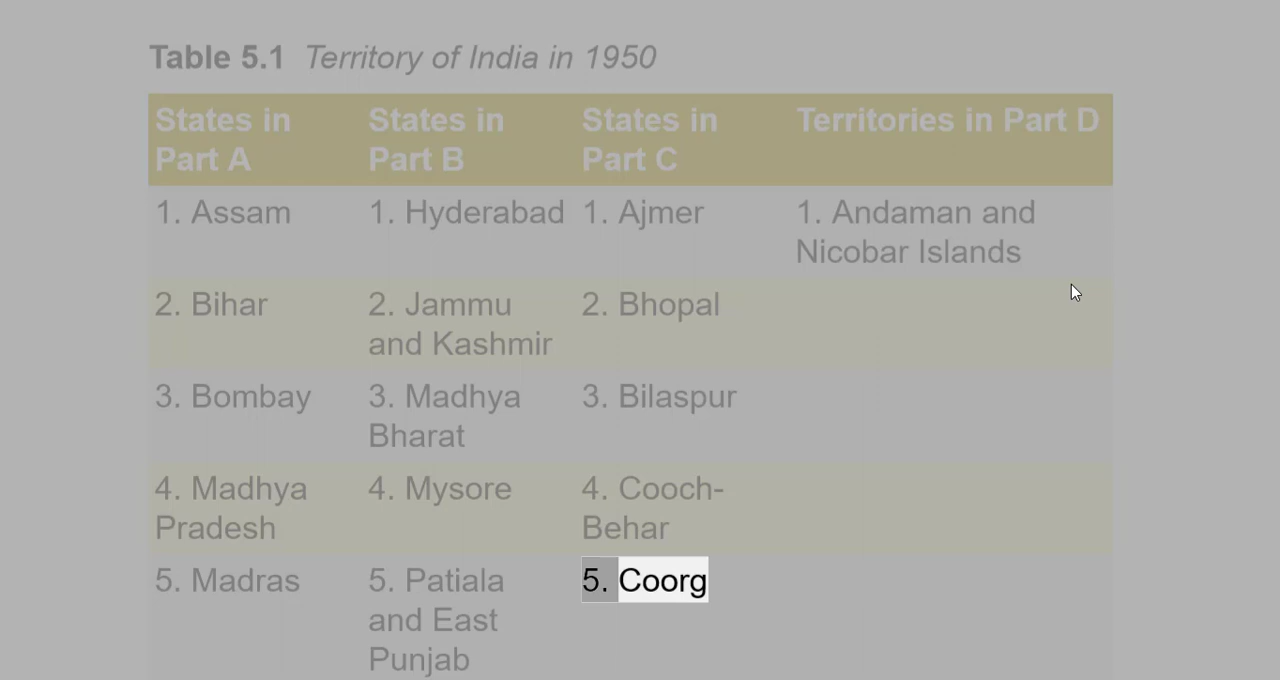 Table 5.1 Territory of India in 1950
States in Part A States in Part B States in Part C Territories in Part D
1. Assam 1. Hyderabad 1. Ajmer 1. Andaman and Nicobar Islands
2. Bihar 2. Jammu and Kashmir 2. Bhopal
3. Bombay 3. Madhya Bharat 3. Bilaspur
4. Madhya Pradesh 4. Mysore 4. Cooch-Behar
5. Madras 5. Patiala and East Punjab 5. Coorg